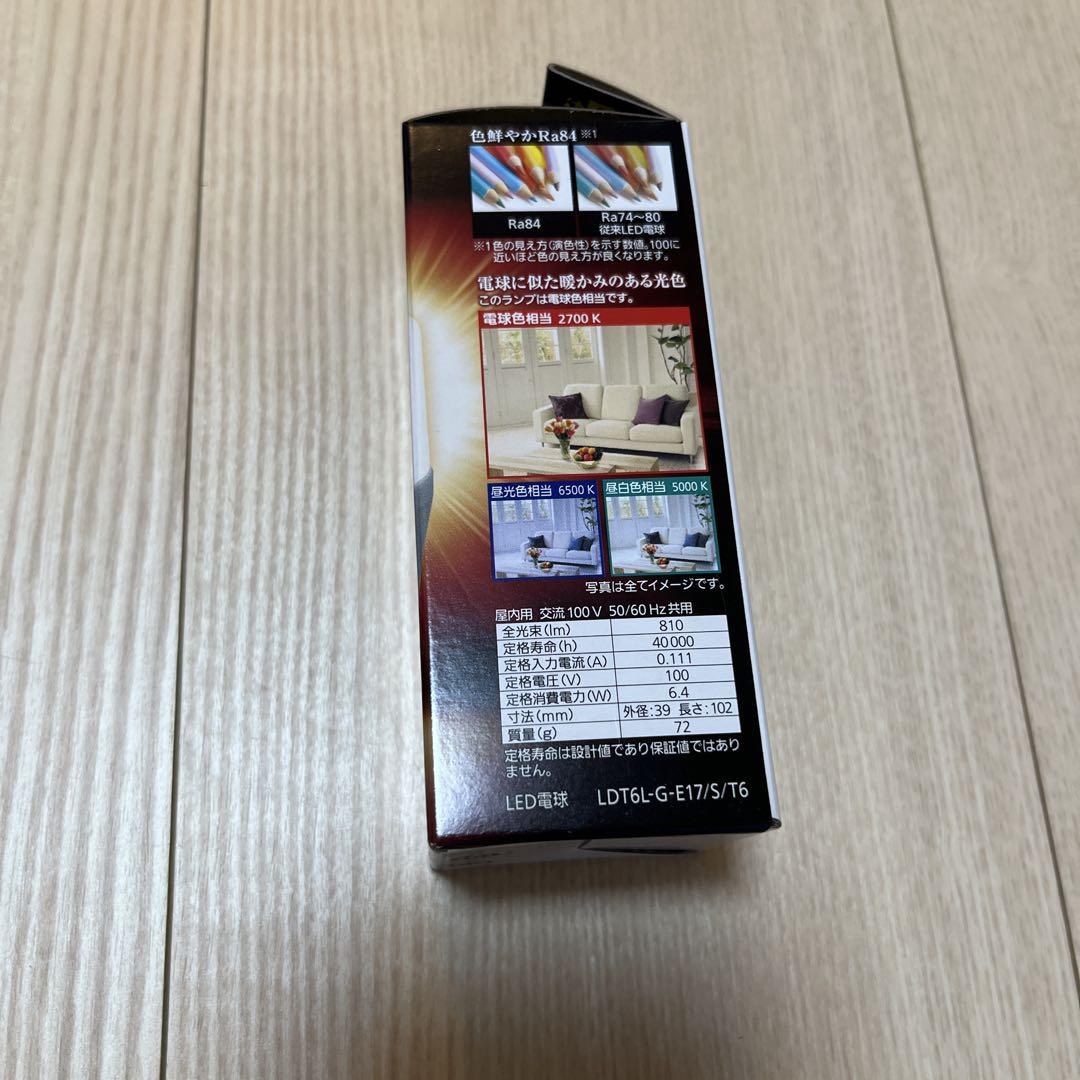 色鮮やかRa84 ※1
Ra84
Ra74～80
従来LED電球
※1色の見え方(演色性)を示す数値。100に
近いほど色の見え方が良くなります。
電球に似た暖かみのある光色
このランプは電球色相当です。
電球色相当 2700 K
昼光色相当 6500 K
昼白色相当 5000 K
写真は全てイメージです。
屋内用 交流100 V 50/60 Hz共用
全光束(lm) 810
定格寿命(h) 40000
定格入力電流(A) 0.111
定格電圧(V) 100
定格消費電力(W) 6.4
寸法(mm) 外径:39 長さ:102
質量(g) 72
定格寿命は設計値であり保証値ではあり
ません。
LED電球 LDT6L-G-E17/S/T6